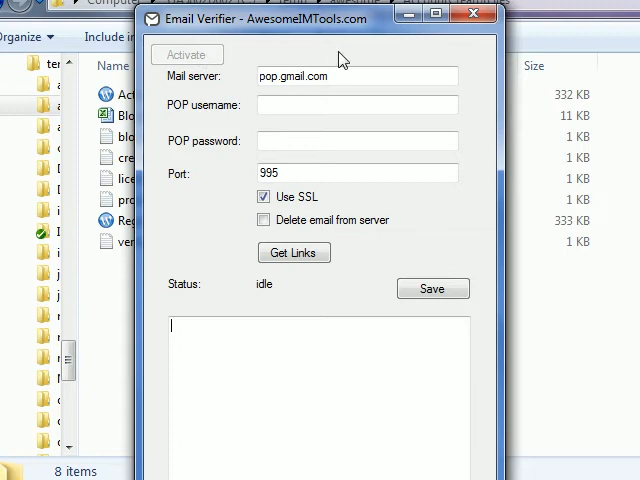 Computer
Email Verifier - AwesomeIMTools.com
Organize
Include in
Activate
Mail server:
pop.gmail.com
POP username:
POP password:
Port:
995
Use SSL
Delete email from server
Get Links
Status:
idle
Save
Name
Size
332 KB
11 KB
1 KB
1 KB
1 KB
1 KB
333 KB
1 KB
8 items